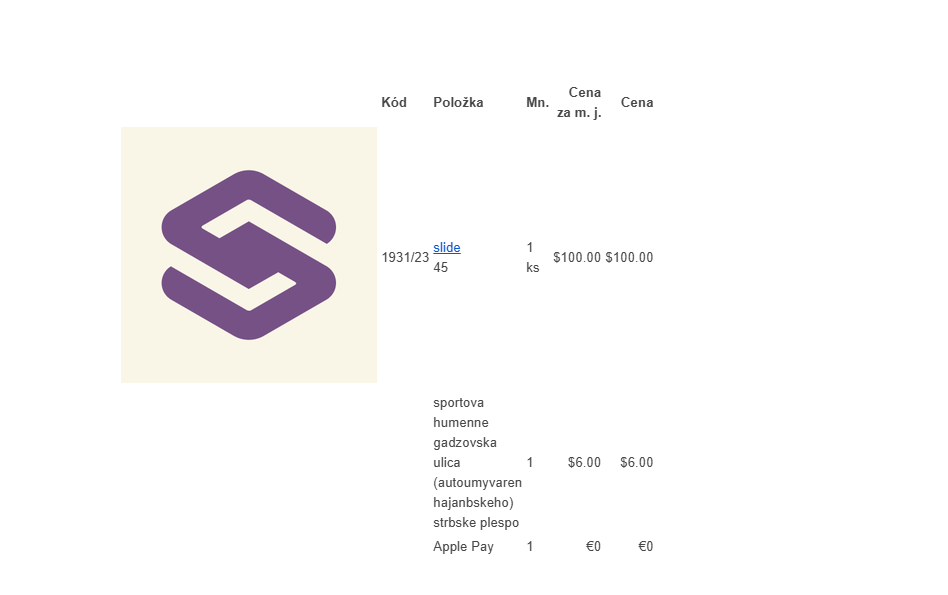 Kód Položka Mn. Cena za m. j. Cena
1931/23 slide 1 $100.00 $100.00
45 ks
sportova
humenne
gadzovska
ulica 1 $6.00 $6.00
(autoumyvaren
hajanbskeho)
strbske plespo
Apple Pay 1 €0 €0